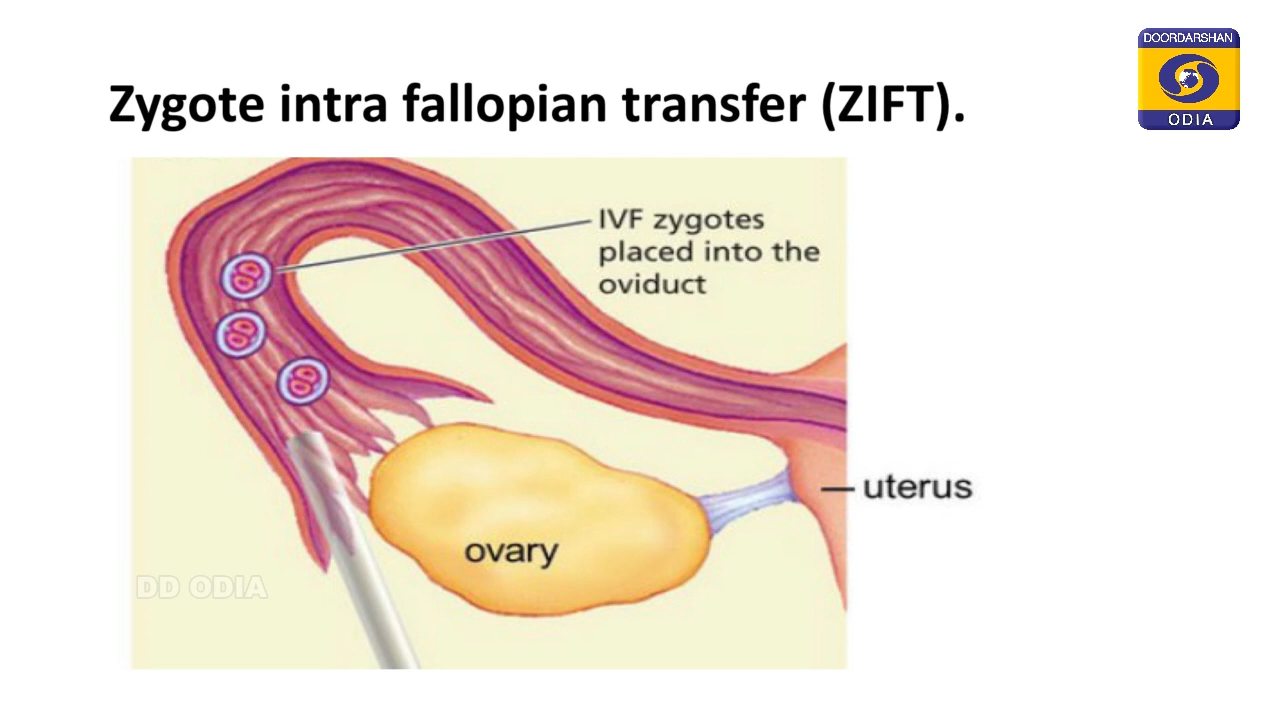 DOORDARSHAN
ODIA
Zygote intra fallopian transfer (ZIFT).
IVF zygotes
placed into the
oviduct
uterus
ovary
DD ODIA